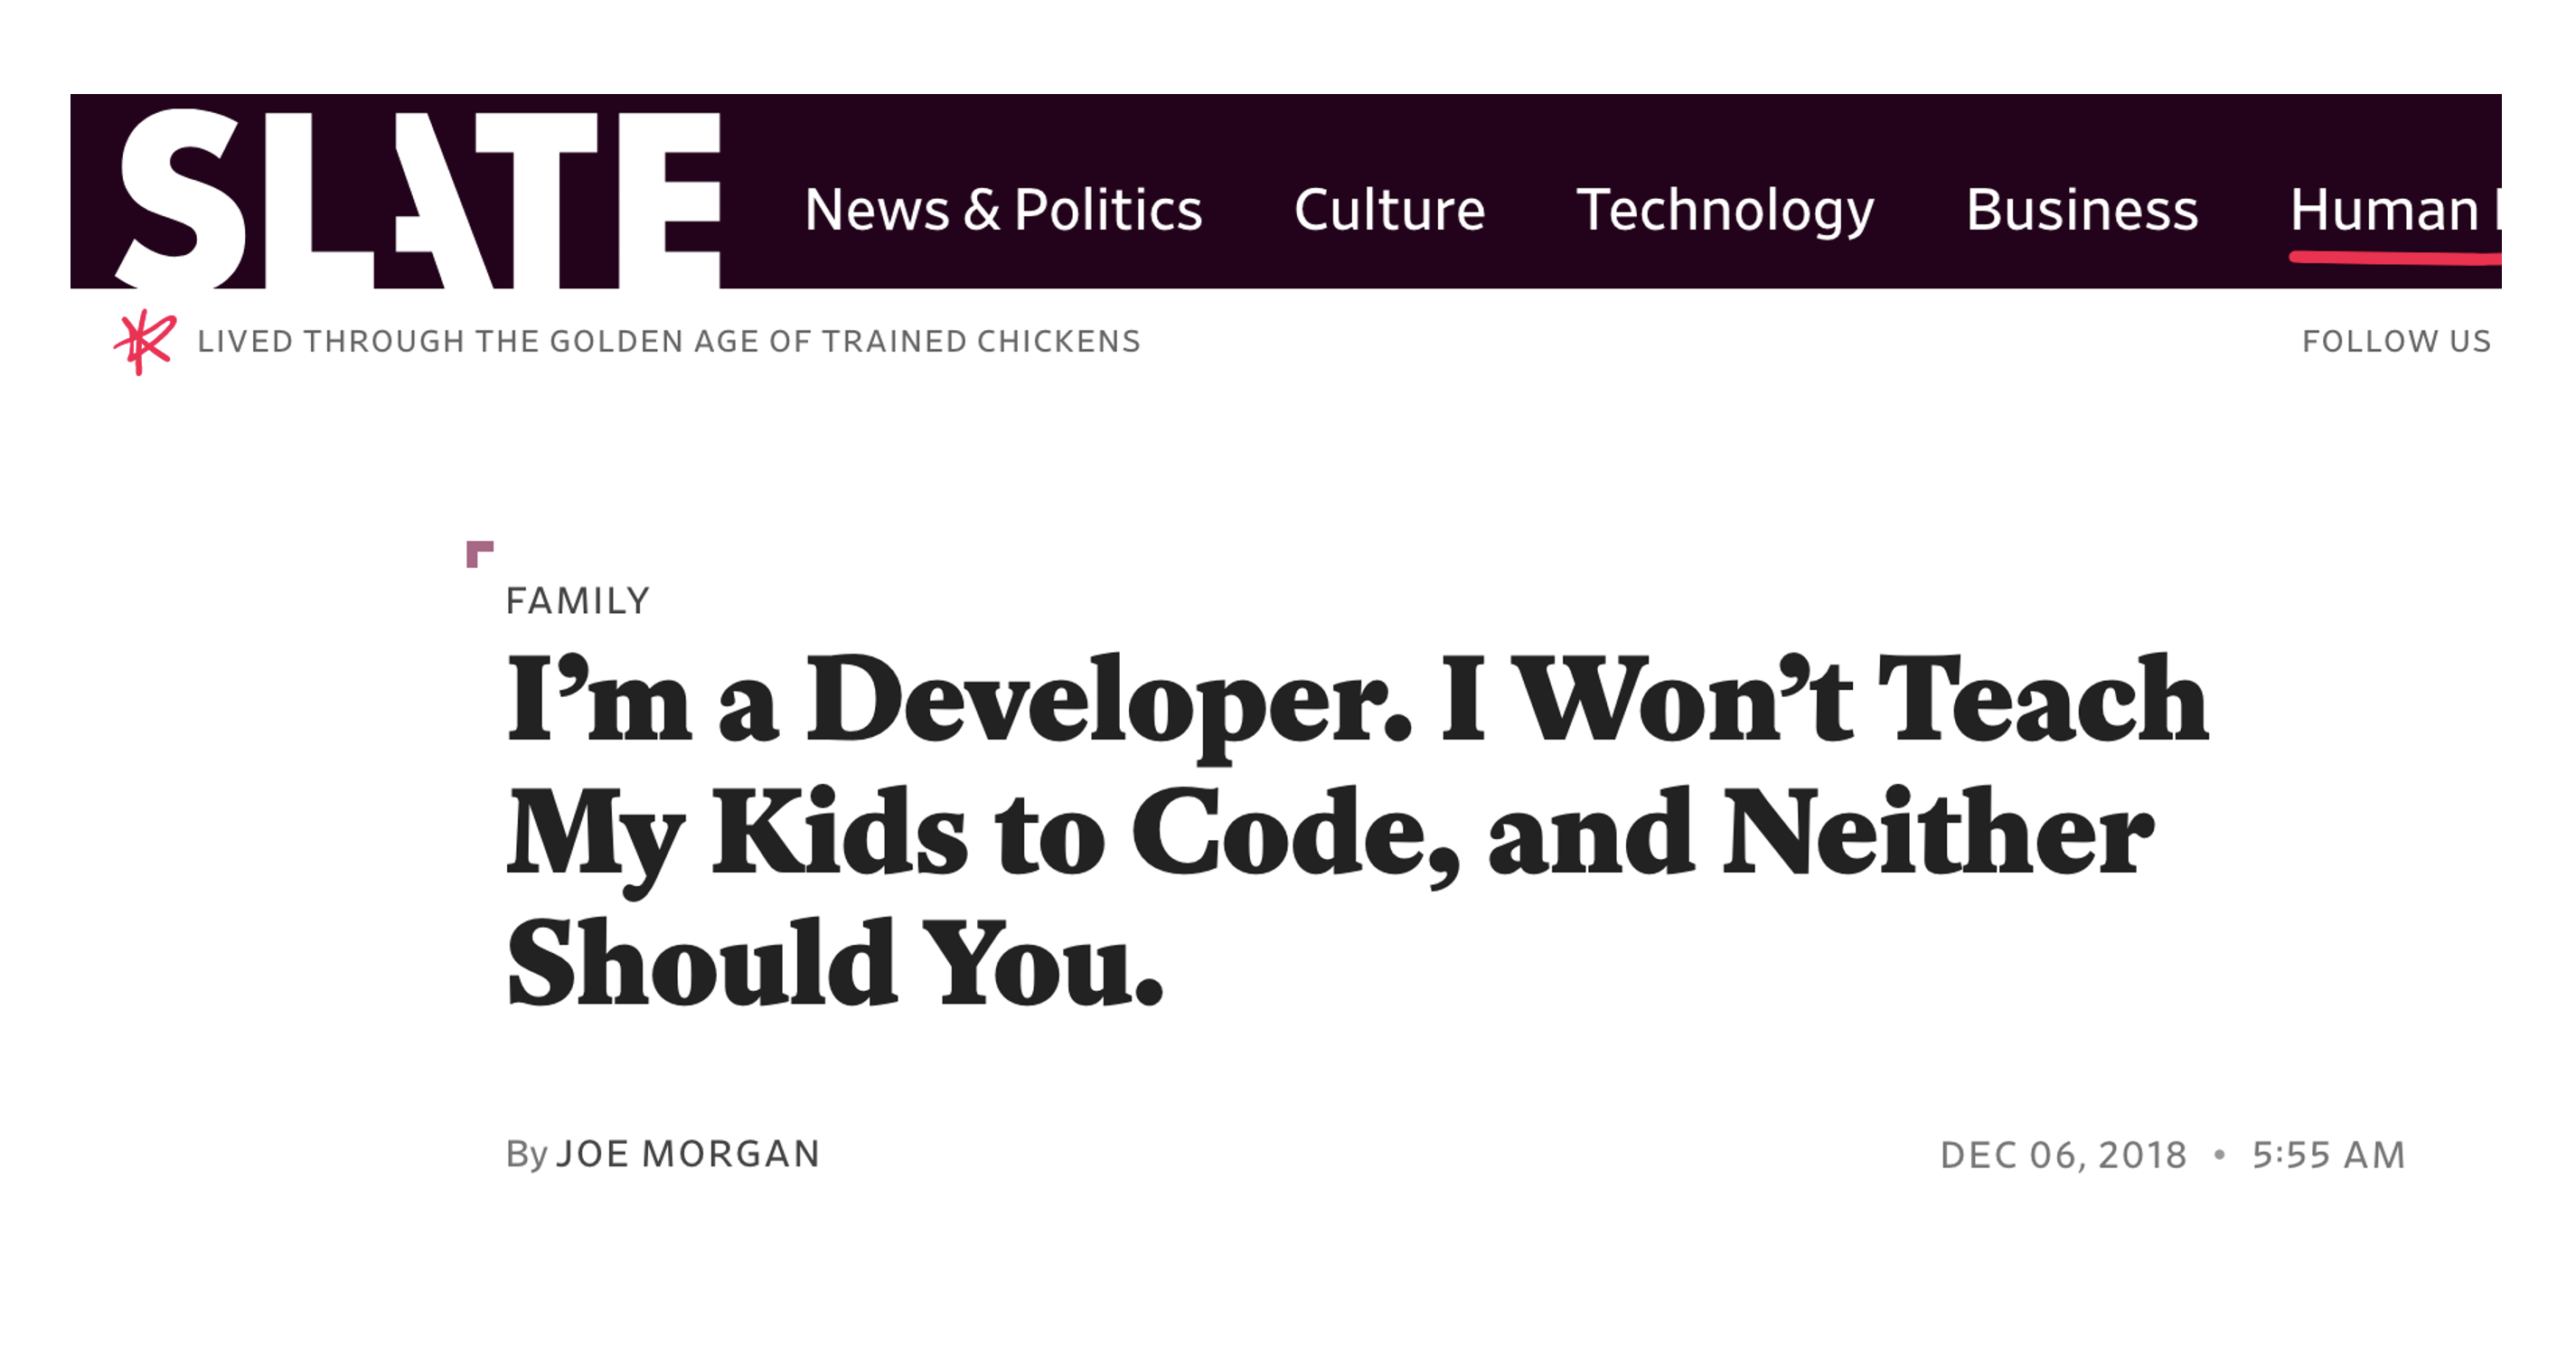 SLATE
News & Politics Culture Technology Business Human
LIVED THROUGH THE GOLDEN AGE OF TRAINED CHICKENS
FOLLOW US
FAMILY
I’m a Developer. I Won’t Teach
My Kids to Code, and Neither
Should You.
By JOE MORGAN
DEC 06, 2018 • 5:55 AM